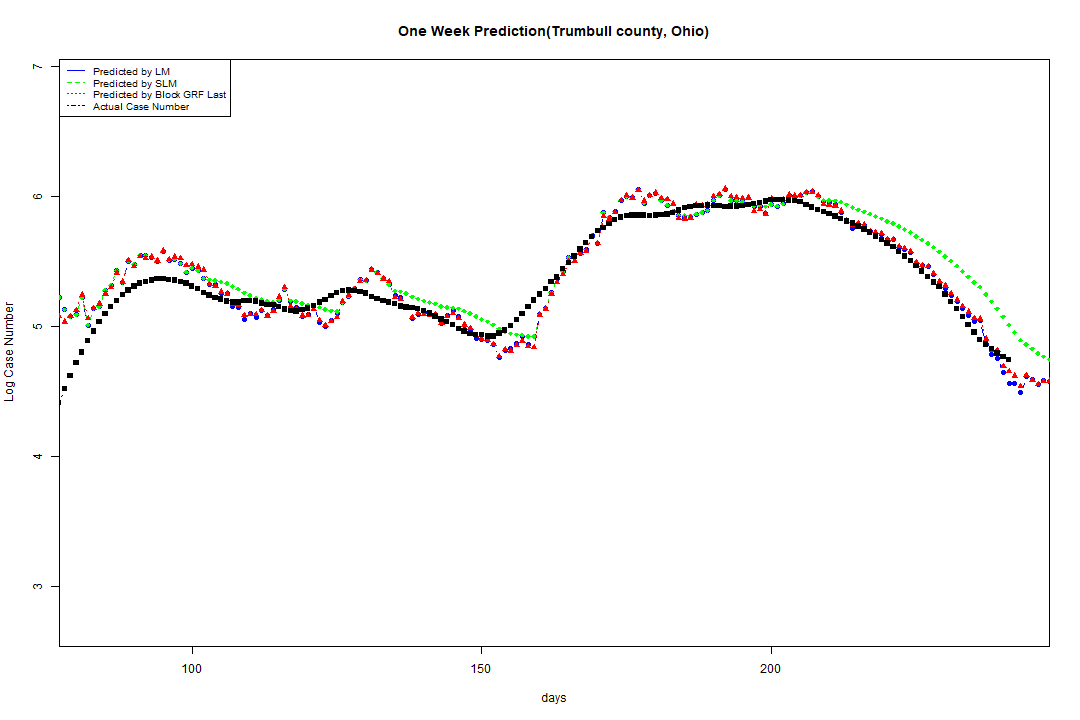 One Week Prediction(Trumbull county, Ohio)
Predicted by LM
Predicted by SLM
Predicted by Block GRF Last
Actual Case Number
7
6
5
4
3
Log Case Number
100
150
200
days